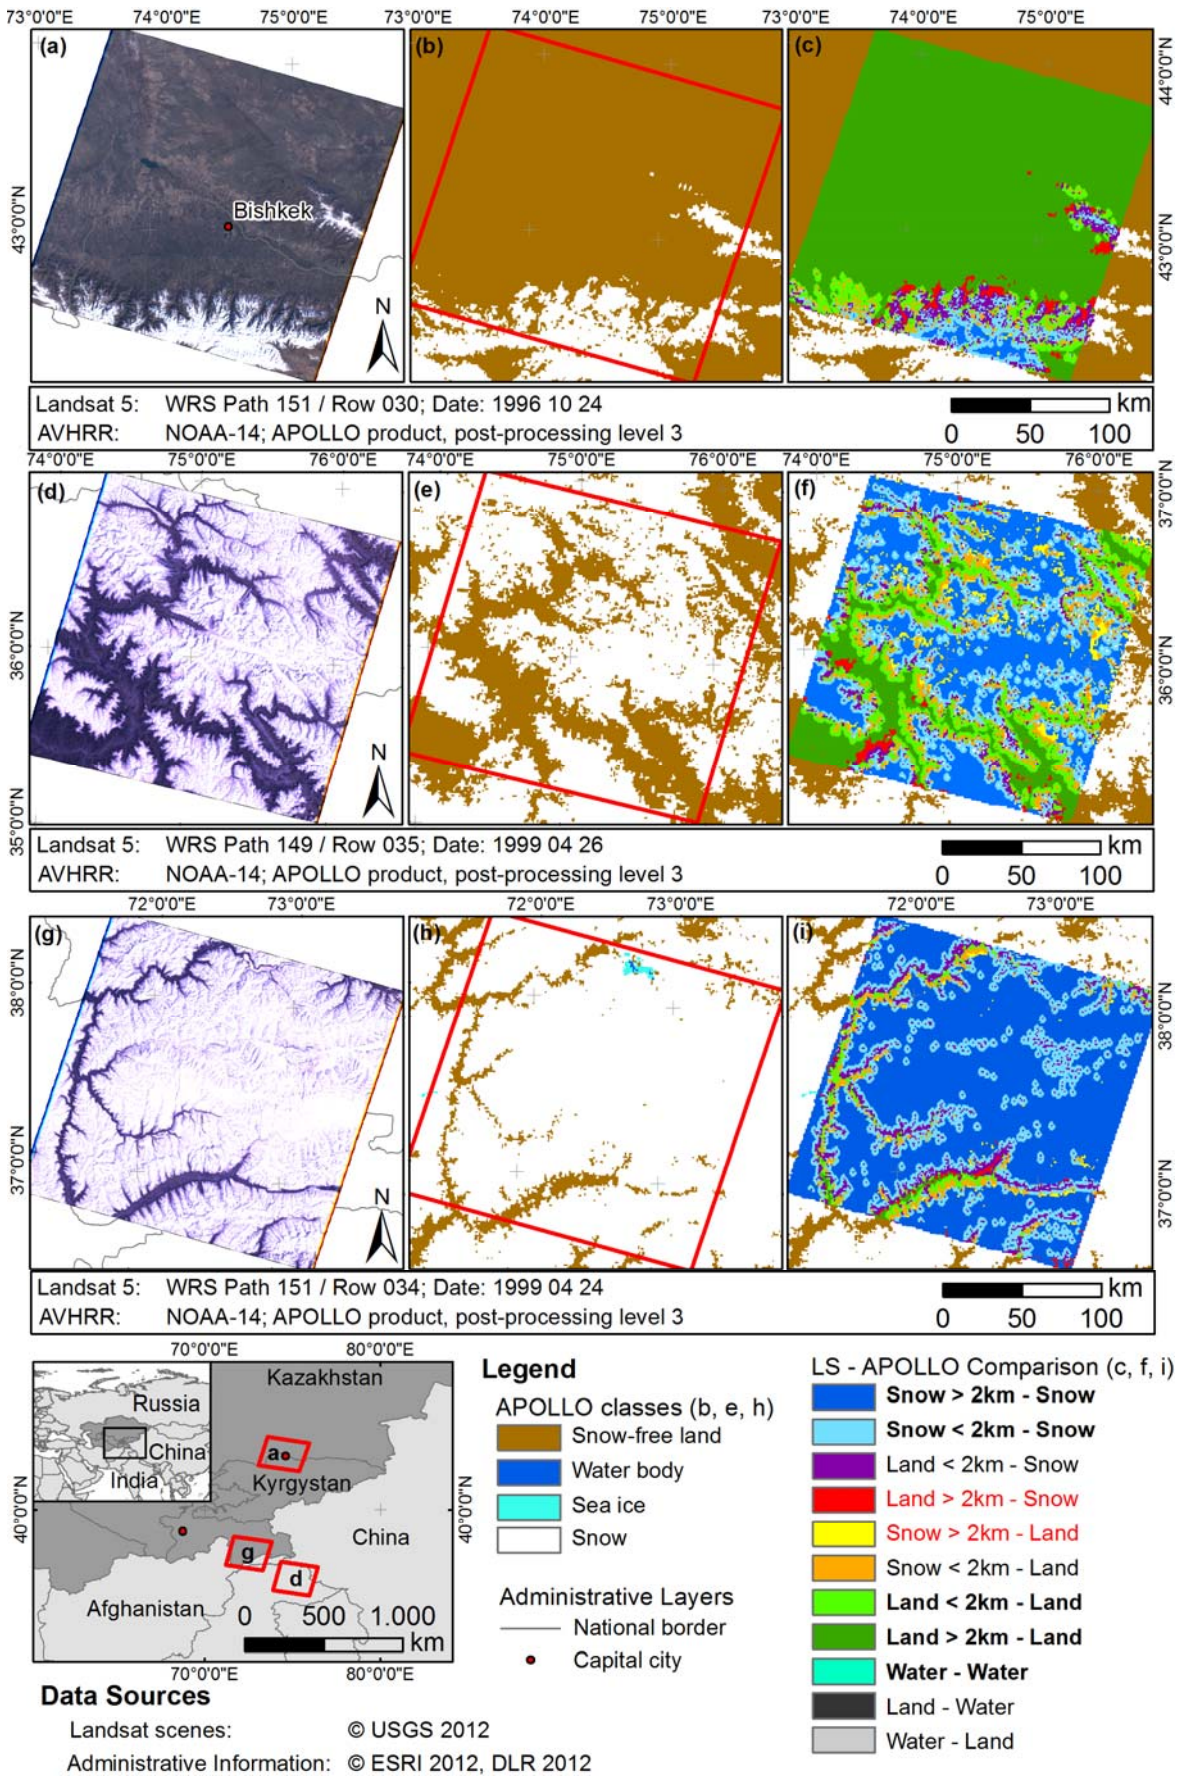 73°0'0"E 74°0'0"E 75°0'0"E 73°0'0"E 74°0'0"E 75°0'0"E 73°0'0"E 74°0'0"E 75°0'0"E
(a) (b) (c)
44°0'0"N
43°0'0"N
43°0'0"N
Bishkek
N
Landsat 5: WRS Path 151 / Row 030; Date: 1996 10 24
AVHRR: NOAA-14; APOLLO product, post-processing level 3
km
0 50 100
74°0'0"E 75°0'0"E 76°0'0"E 74°0'0"E 75°0'0"E 76°0'0"E 74°0'0"E 75°0'0"E 76°0'0"E
(d) (e) (f)
37°0'0"N
36°0'0"N
36°0'0"N
35°0'0"N
N
Landsat 5: WRS Path 149 / Row 035; Date: 1999 04 26
AVHRR: NOAA-14; APOLLO product, post-processing level 3
km
0 50 100
72°0'0"E 73°0'0"E 72°0'0"E 73°0'0"E 72°0'0"E 73°0'0"E
(g) (h) (i)
38°0'0"N
38°0'0"N
37°0'0"N
37°0'0"N
N
Landsat 5: WRS Path 151 / Row 034; Date: 1999 04 24
AVHRR: NOAA-14; APOLLO product, post-processing level 3
km
0 50 100
70°0'0"E 80°0'0"E
Russia
China
India
Kazakhstan
a
Kyrgystan
China
g
d
Afghanistan
0 500 1.000
km
40°0'0"N
40°0'0"N
70°0'0"E 80°0'0"E
Legend
APOLLO classes (b, e, h)
Snow-free land
Water body
Sea ice
Snow
Administrative Layers
National border
Capital city
LS - APOLLO Comparison (c, f, i)
Snow > 2km - Snow
Snow < 2km - Snow
Land < 2km - Snow
Land > 2km - Snow
Snow > 2km - Land
Snow < 2km - Land
Land < 2km - Land
Land > 2km - Land
Water - Water
Land - Water
Water - Land
Data Sources
Landsat scenes: © USGS 2012
Administrative Information: © ESRI 2012, DLR 2012